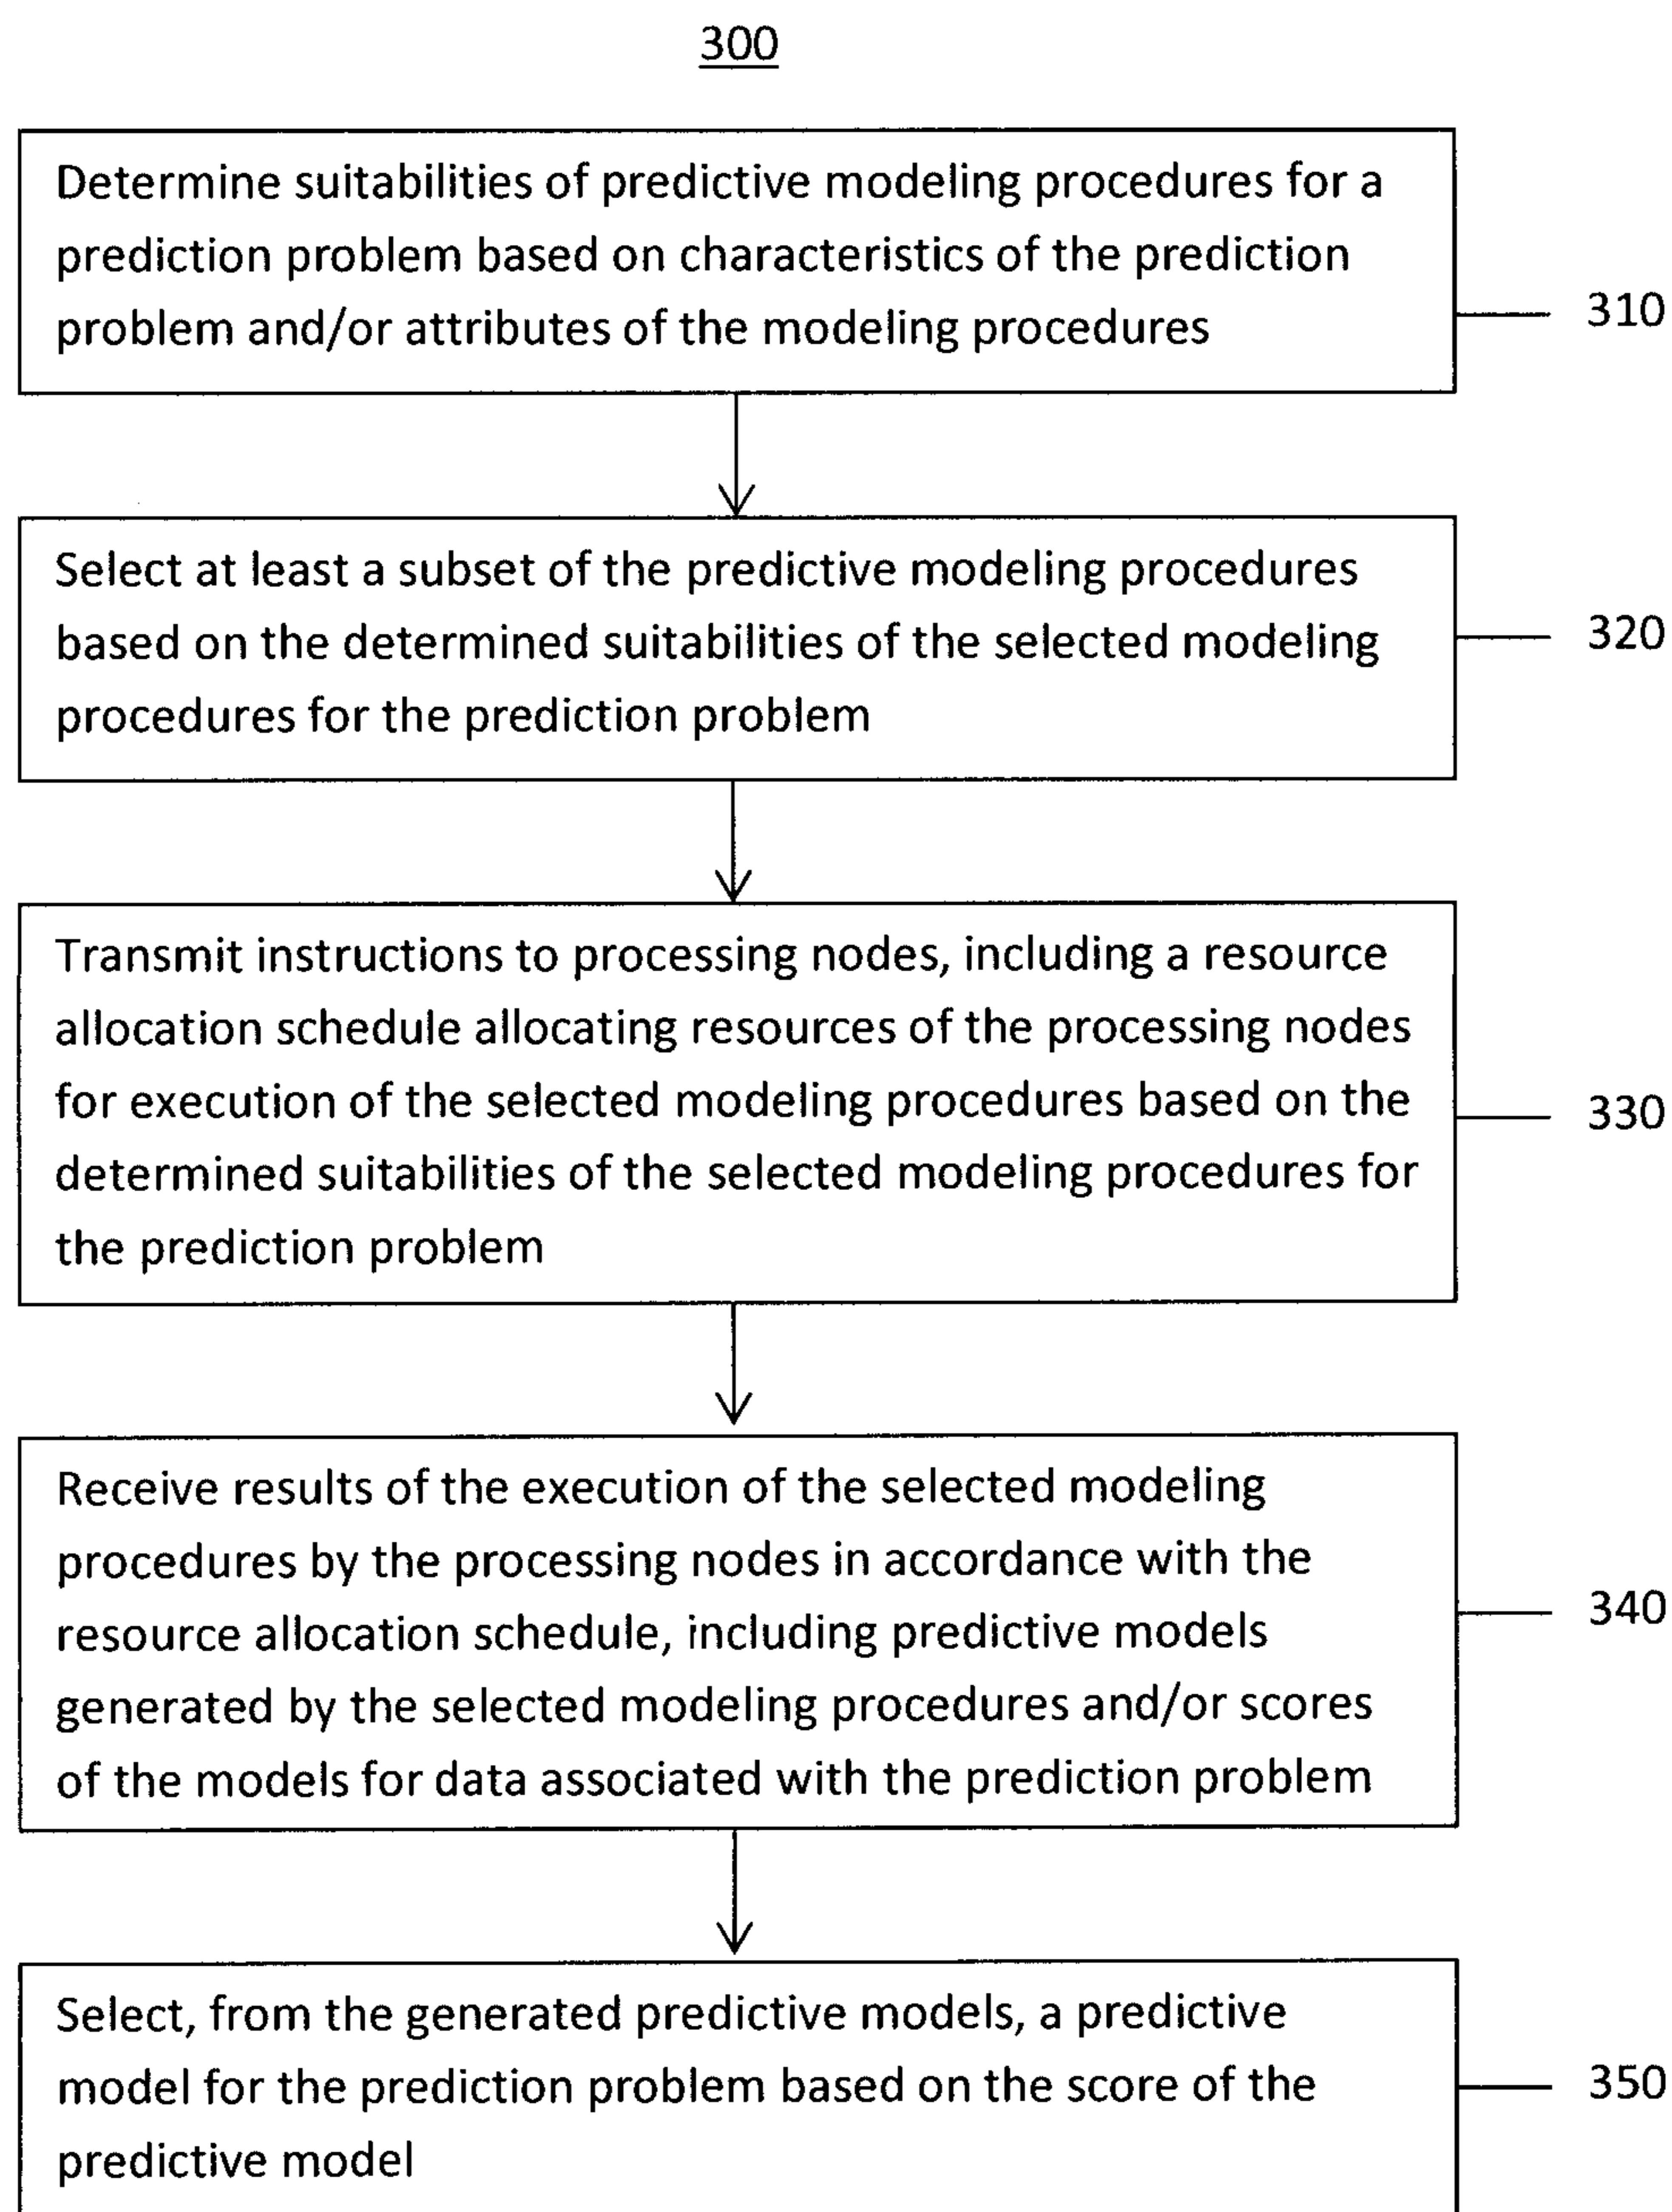 300
Determine suitabilities of predictive modeling procedures for a
prediction problem based on characteristics of the prediction
problem and/or attributes of the modeling procedures
310
Select at least a subset of the predictive modeling procedures
based on the determined suitabilities of the selected modeling
procedures for the prediction problem
320
Transmit instructions to processing nodes, including a resource
allocation schedule allocating resources of the processing nodes
for execution of the selected modeling procedures based on the
determined suitabilities of the selected modeling procedures for
the prediction problem
330
Receive results of the execution of the selected modeling
procedures by the processing nodes in accordance with the
resource allocation schedule, including predictive models
generated by the selected modeling procedures and/or scores
of the models for data associated with the prediction problem
340
Select, from the generated predictive models, a predictive
model for the prediction problem based on the score of the
predictive model
350